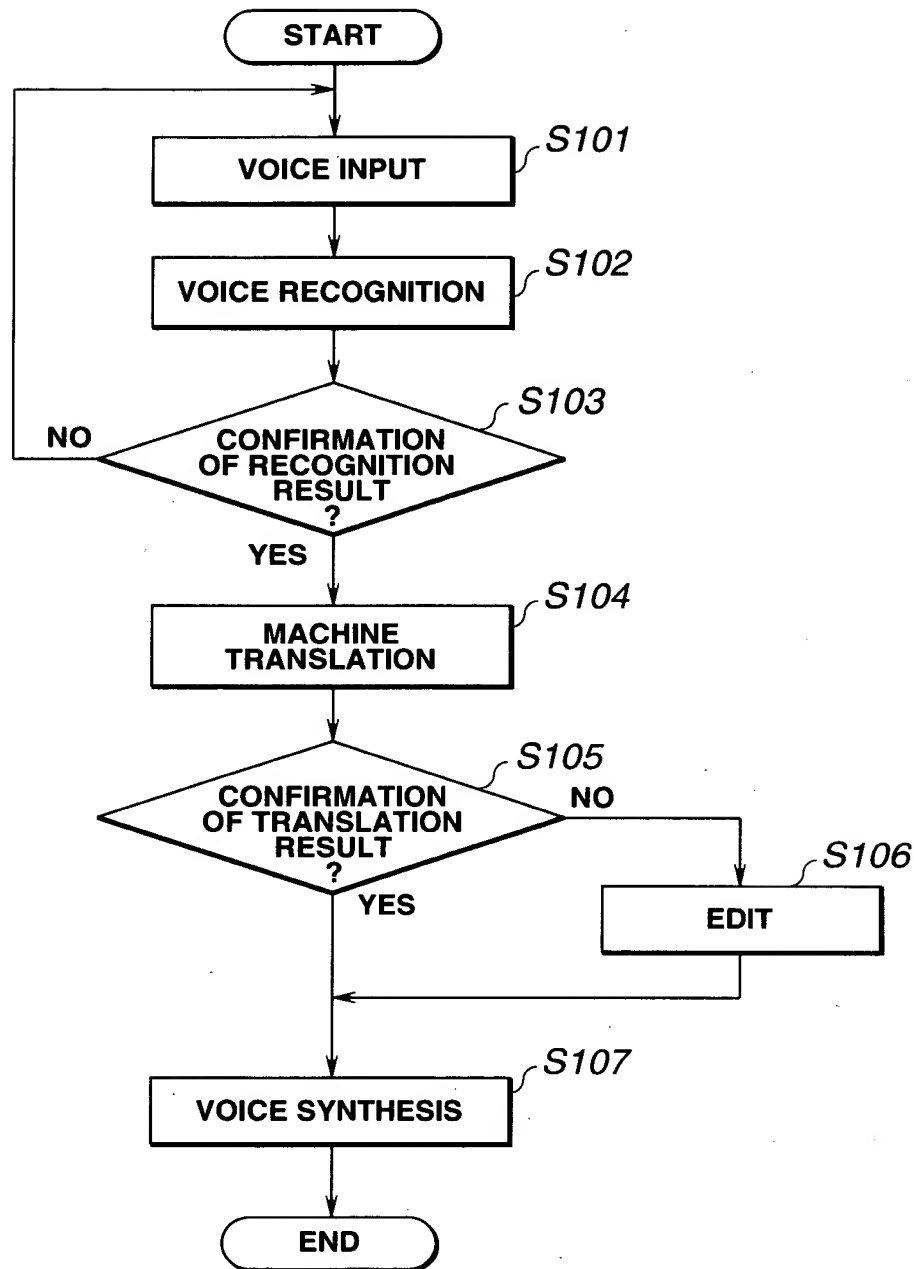 START
VOICE INPUT
S101
VOICE RECOGNITION
S102
CONFIRMATION
OF RECOGNITION
RESULT
?
S103
NO
YES
MACHINE
TRANSLATION
S104
CONFIRMATION
OF TRANSLATION
RESULT
?
S105
NO
YES
EDIT
S106
VOICE SYNTHESIS
S107
END